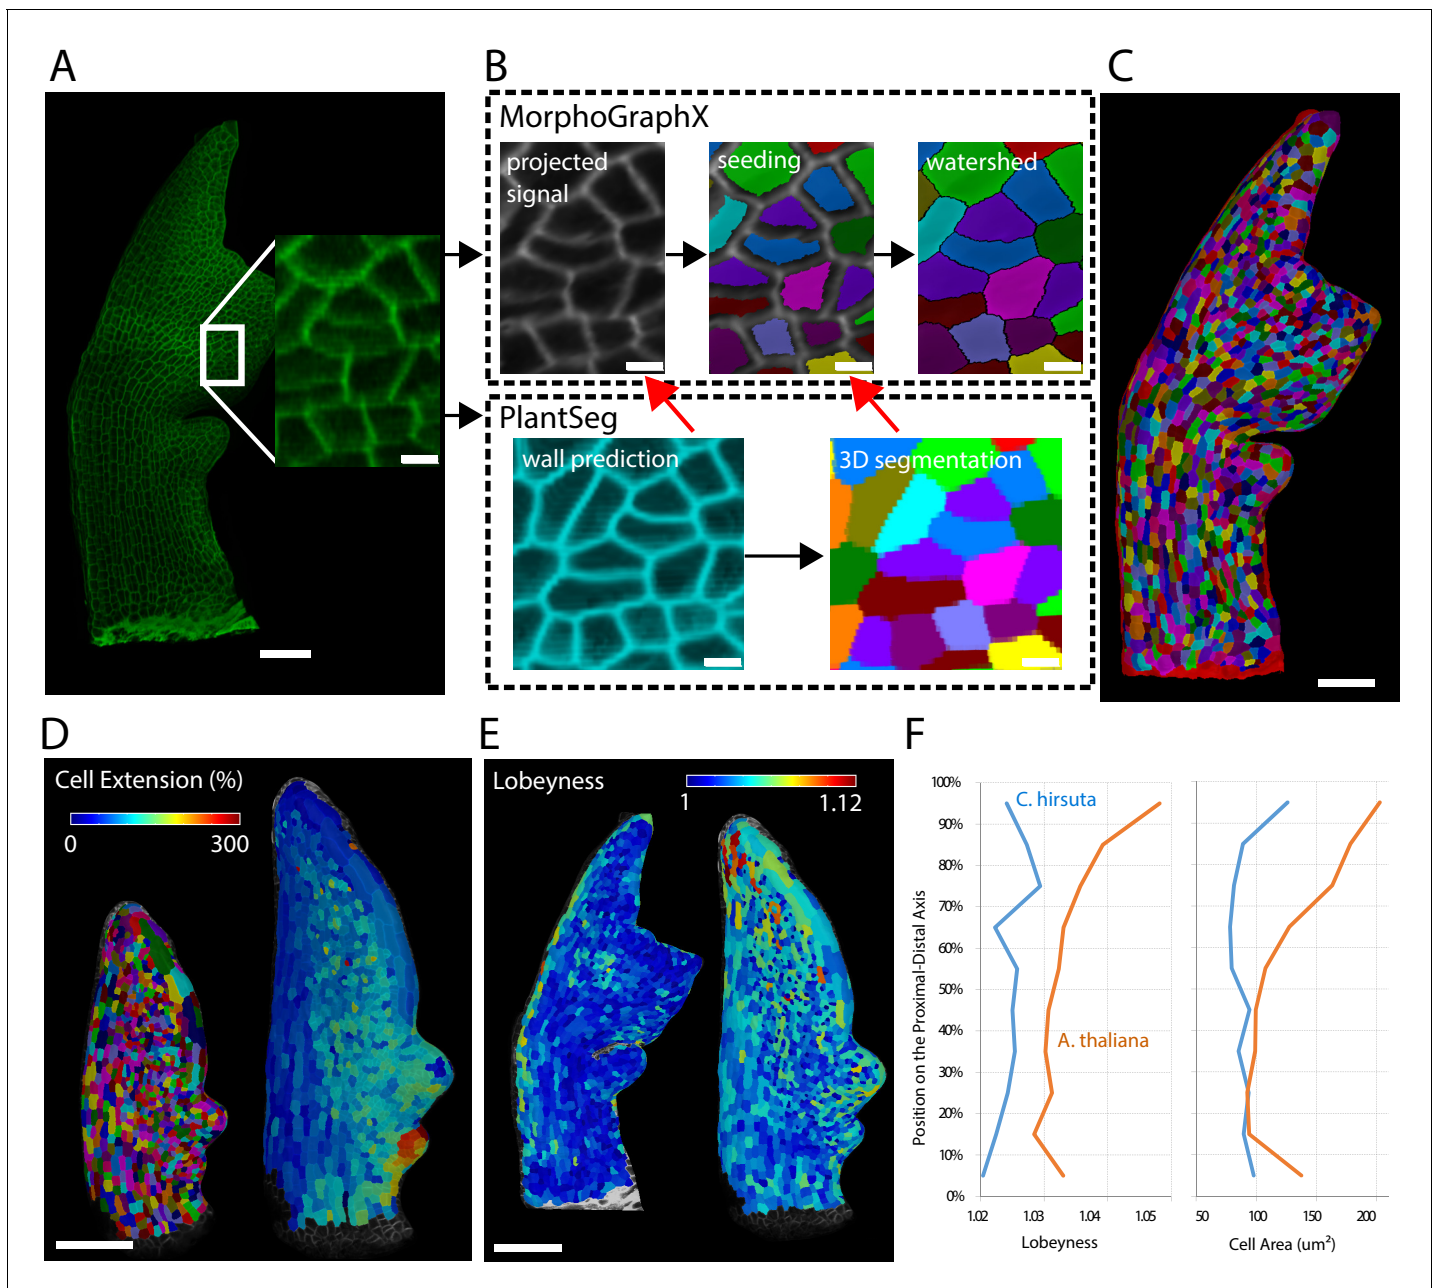 A
B
C
MorphoGraphX
projected
signal
seeding
watershed
PlantSeg
wall prediction
3D segmentation
D
Cell Extension (%)
0
300
E
Lobeyness
1
1.12
F
Position on the Proximal-Distal Axis
100%
90%
80%
70%
60%
50%
40%
30%
20%
10%
0%
C. hirsuta
A. thaliana
1.02
1.03
1.04
1.05
Lobeyness
50
100
150
200
Cell Area (um²)